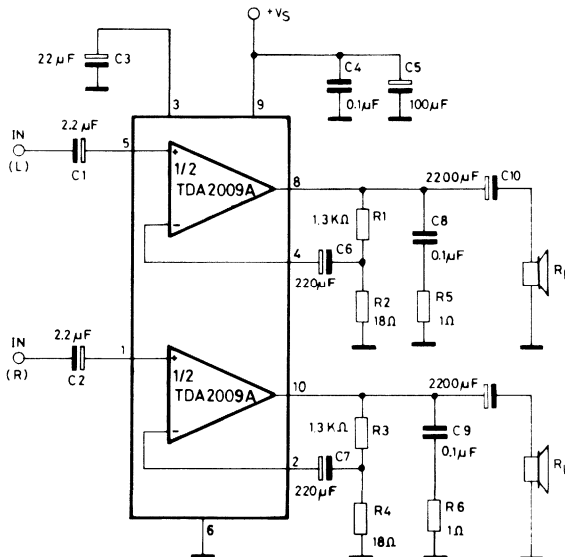 +VS
22µF
C3
C4
0.1µF
C5
100µF
3
9
IN
(L)
2.2µF
C1
5
1/2
TDA2009A
8
2200µF
C10
1.3KΩ
R1
C8
0.1µF
4
C6
220µF
R2
18Ω
R5
1Ω
IN
(R)
2.2µF
C2
1
1/2
TDA2009A
10
2200µF
1.3KΩ
R3
C9
0.1µF
2
C7
220µF
R4
18Ω
R6
1Ω
6